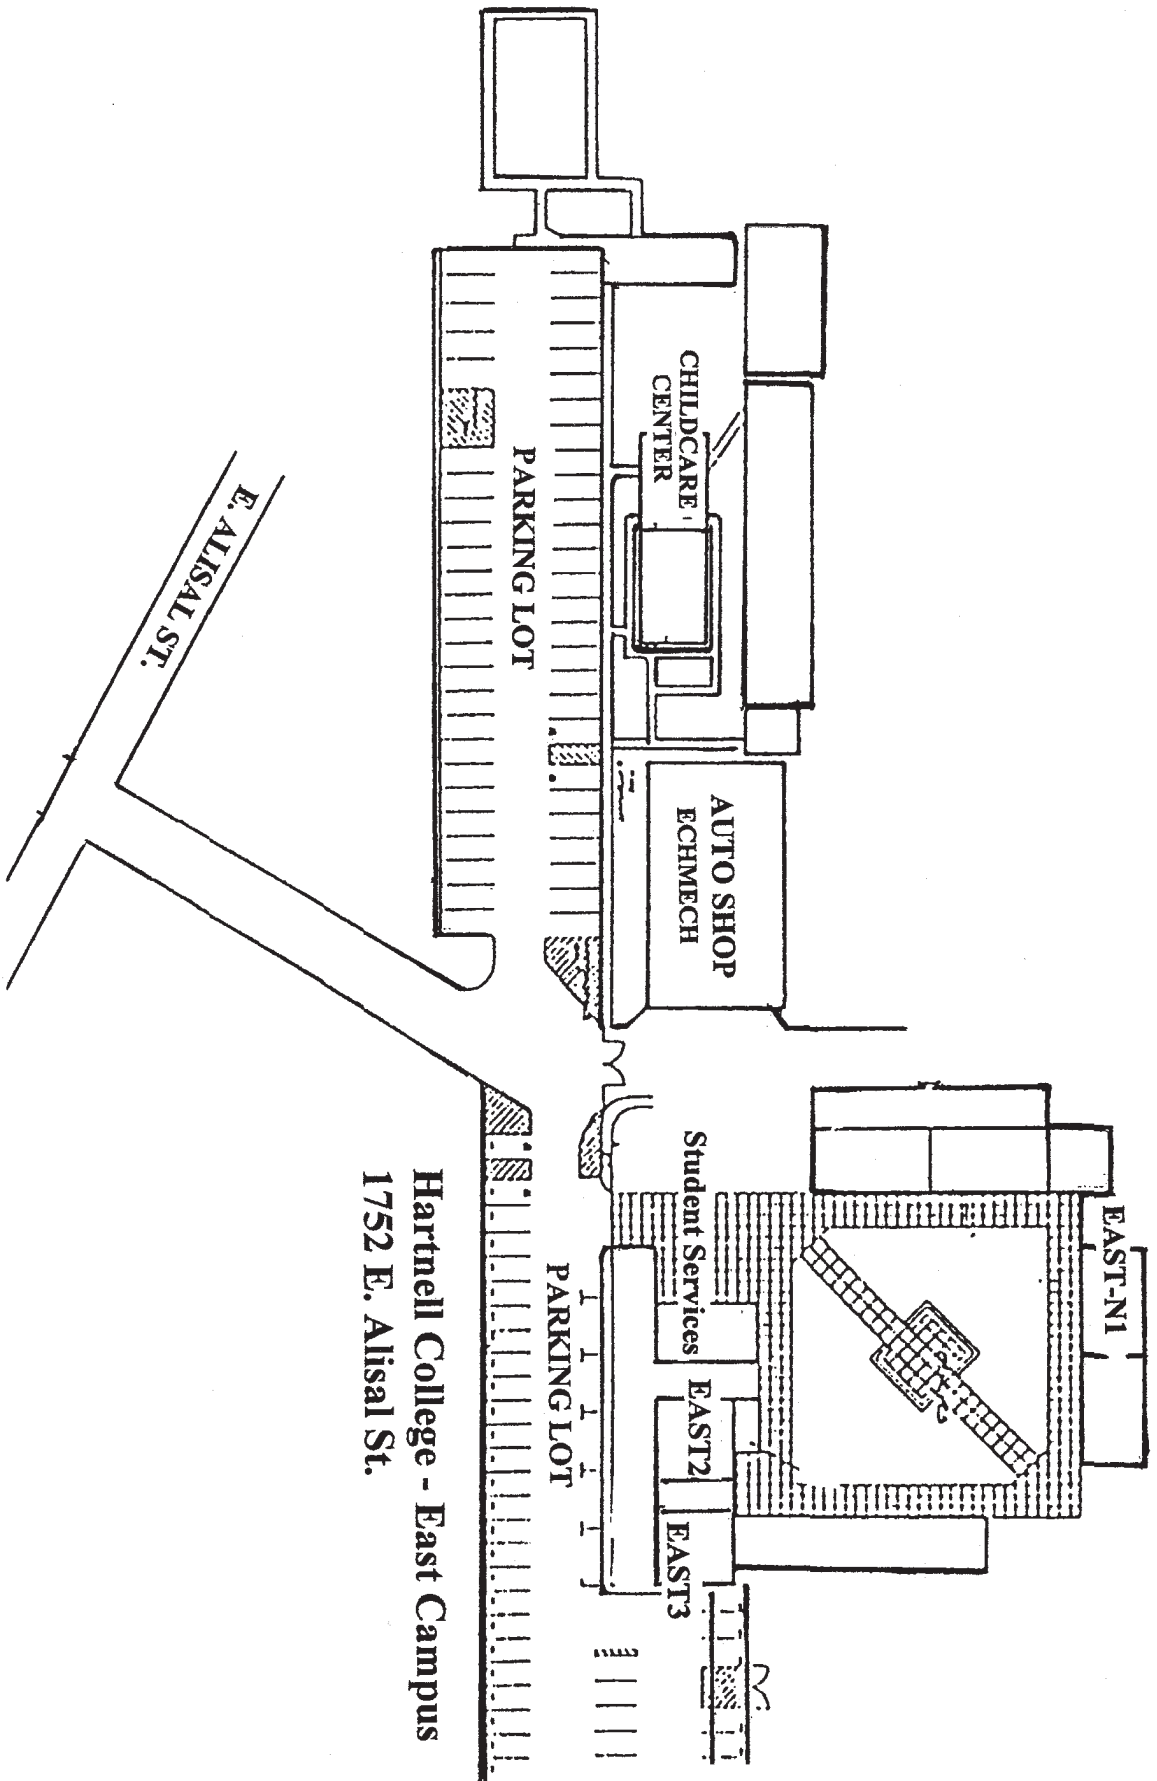 EAST-N1
CHILDCARE
CENTER
AUTO SHOP
ECHMECH
Student Services
EAST2
EAST3
PARKING LOT
PARKING LOT
E. ALISAL ST.
Hartnell College - East Campus
1752 E. Alisal St.